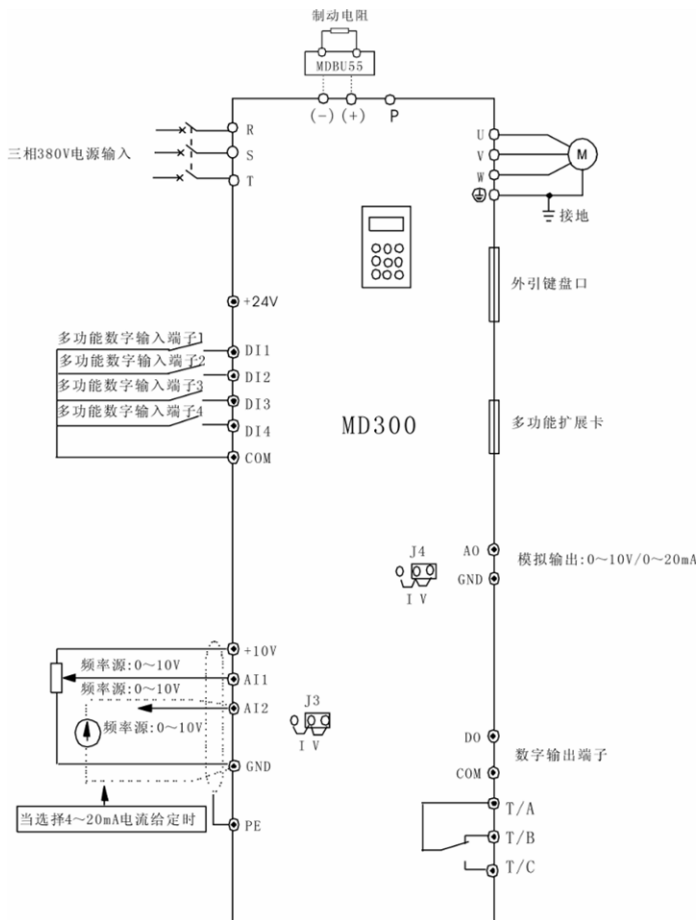 制动电阻
MDBU55
(-) (+) P
三相380V电源输入
R
S
T
U
V
W
M
接地
外引键盘口
+24V
多功能数字输入端子1
DI1
多功能数字输入端子2
DI2
多功能数字输入端子3
DI3
多功能数字输入端子4
DI4
COM
MD300
多功能扩展卡
J4
I V
AO
GND
模拟输出:0～10V/0～20mA
+10V
频率源:0～10V
AI1
频率源:0～10V
AI2
频率源:0～10V
J3
I V
GND
当选择4～20mA电流给定时
PE
DO
COM
数字输出端子
T/A
T/B
T/C